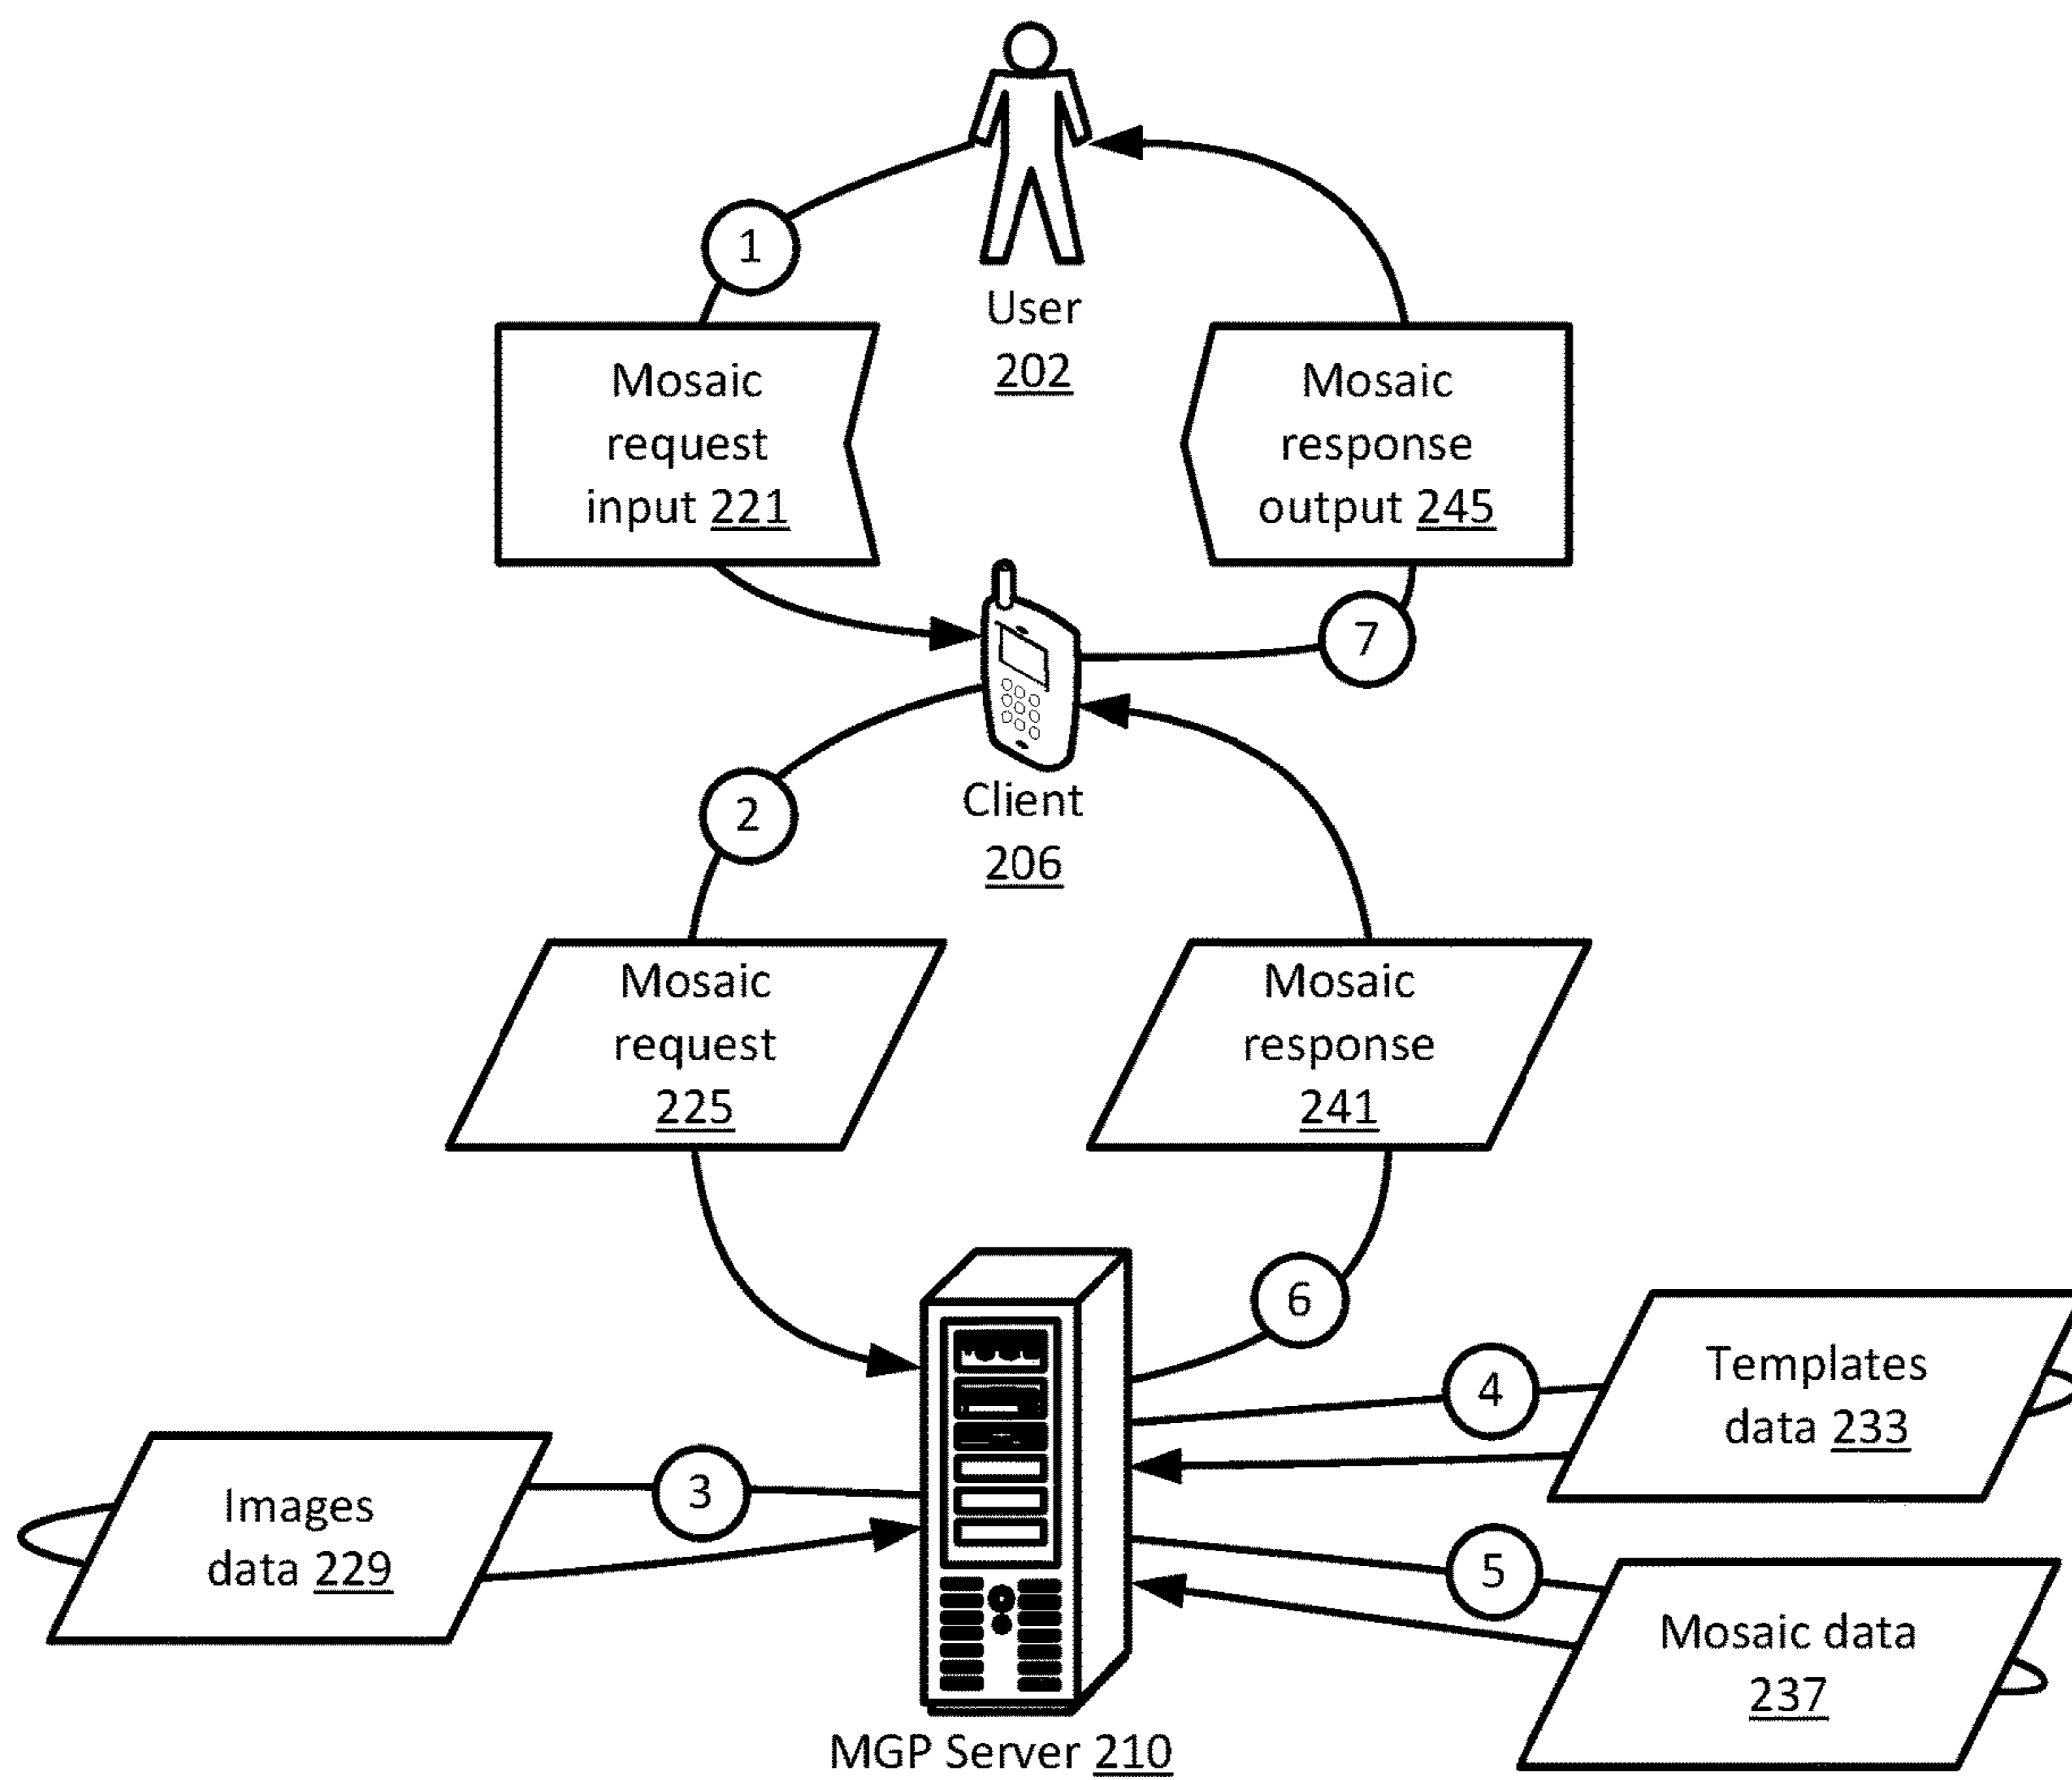 1
User
202
Mosaic
request
input 221
Mosaic
response
output 245
7
2
Client
206
Mosaic
request
225
Mosaic
response
241
6
4
Templates
data 233
3
Images
data 229
5
Mosaic data
237
MGP Server 210